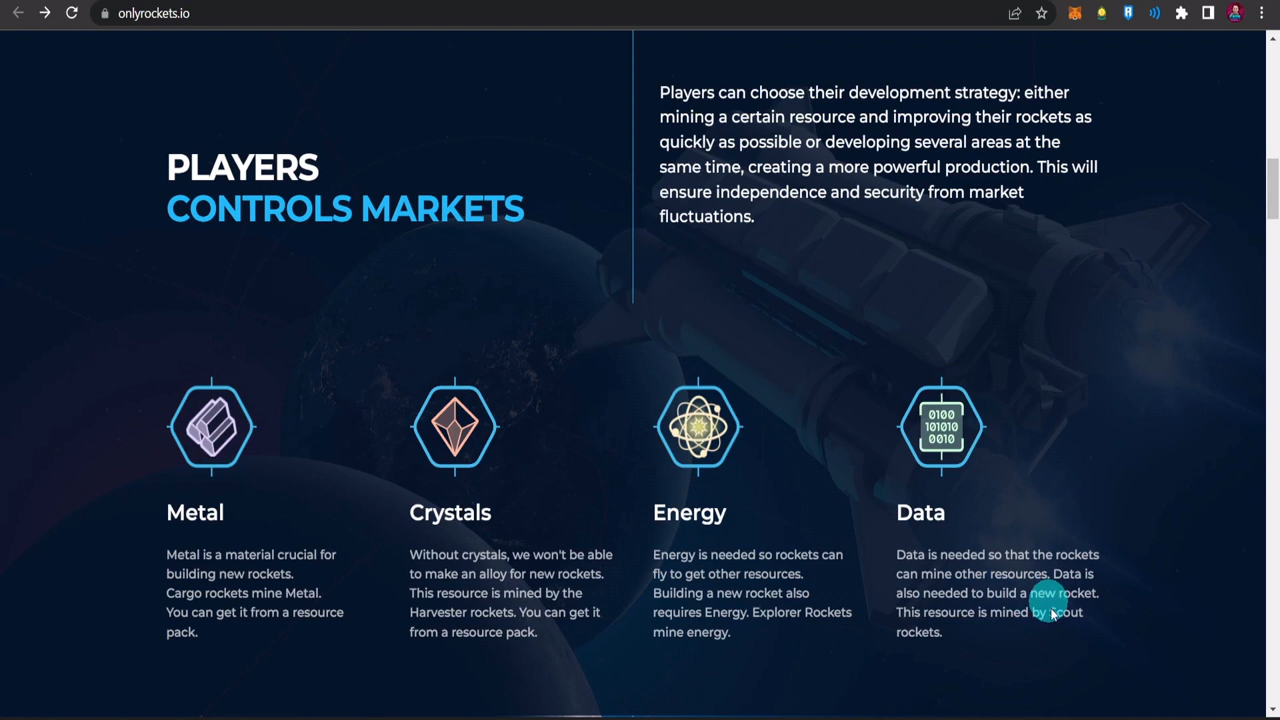 onlyrockets.io
PLAYERS
CONTROLS MARKETS
Players can choose their development strategy: either
mining a certain resource and improving their rockets as
quickly as possible or developing several areas at the
same time, creating a more powerful production. This will
ensure independence and security from market
fluctuations.
0100
101010
0010
Metal
Metal is a material crucial for
building new rockets.
Cargo rockets mine Metal.
You can get it from a resource
pack.
Crystals
Without crystals, we won't be able
to make an alloy for new rockets.
This resource is mined by the
Harvester rockets. You can get it
from a resource pack.
Energy
Energy is needed so rockets can
fly to get other resources.
Building a new rocket also
requires Energy. Explorer Rockets
mine energy.
Data
Data is needed so that the rockets
can mine other resources. Data is
also needed to build a new rocket.
This resource is mined by Scout
rockets.